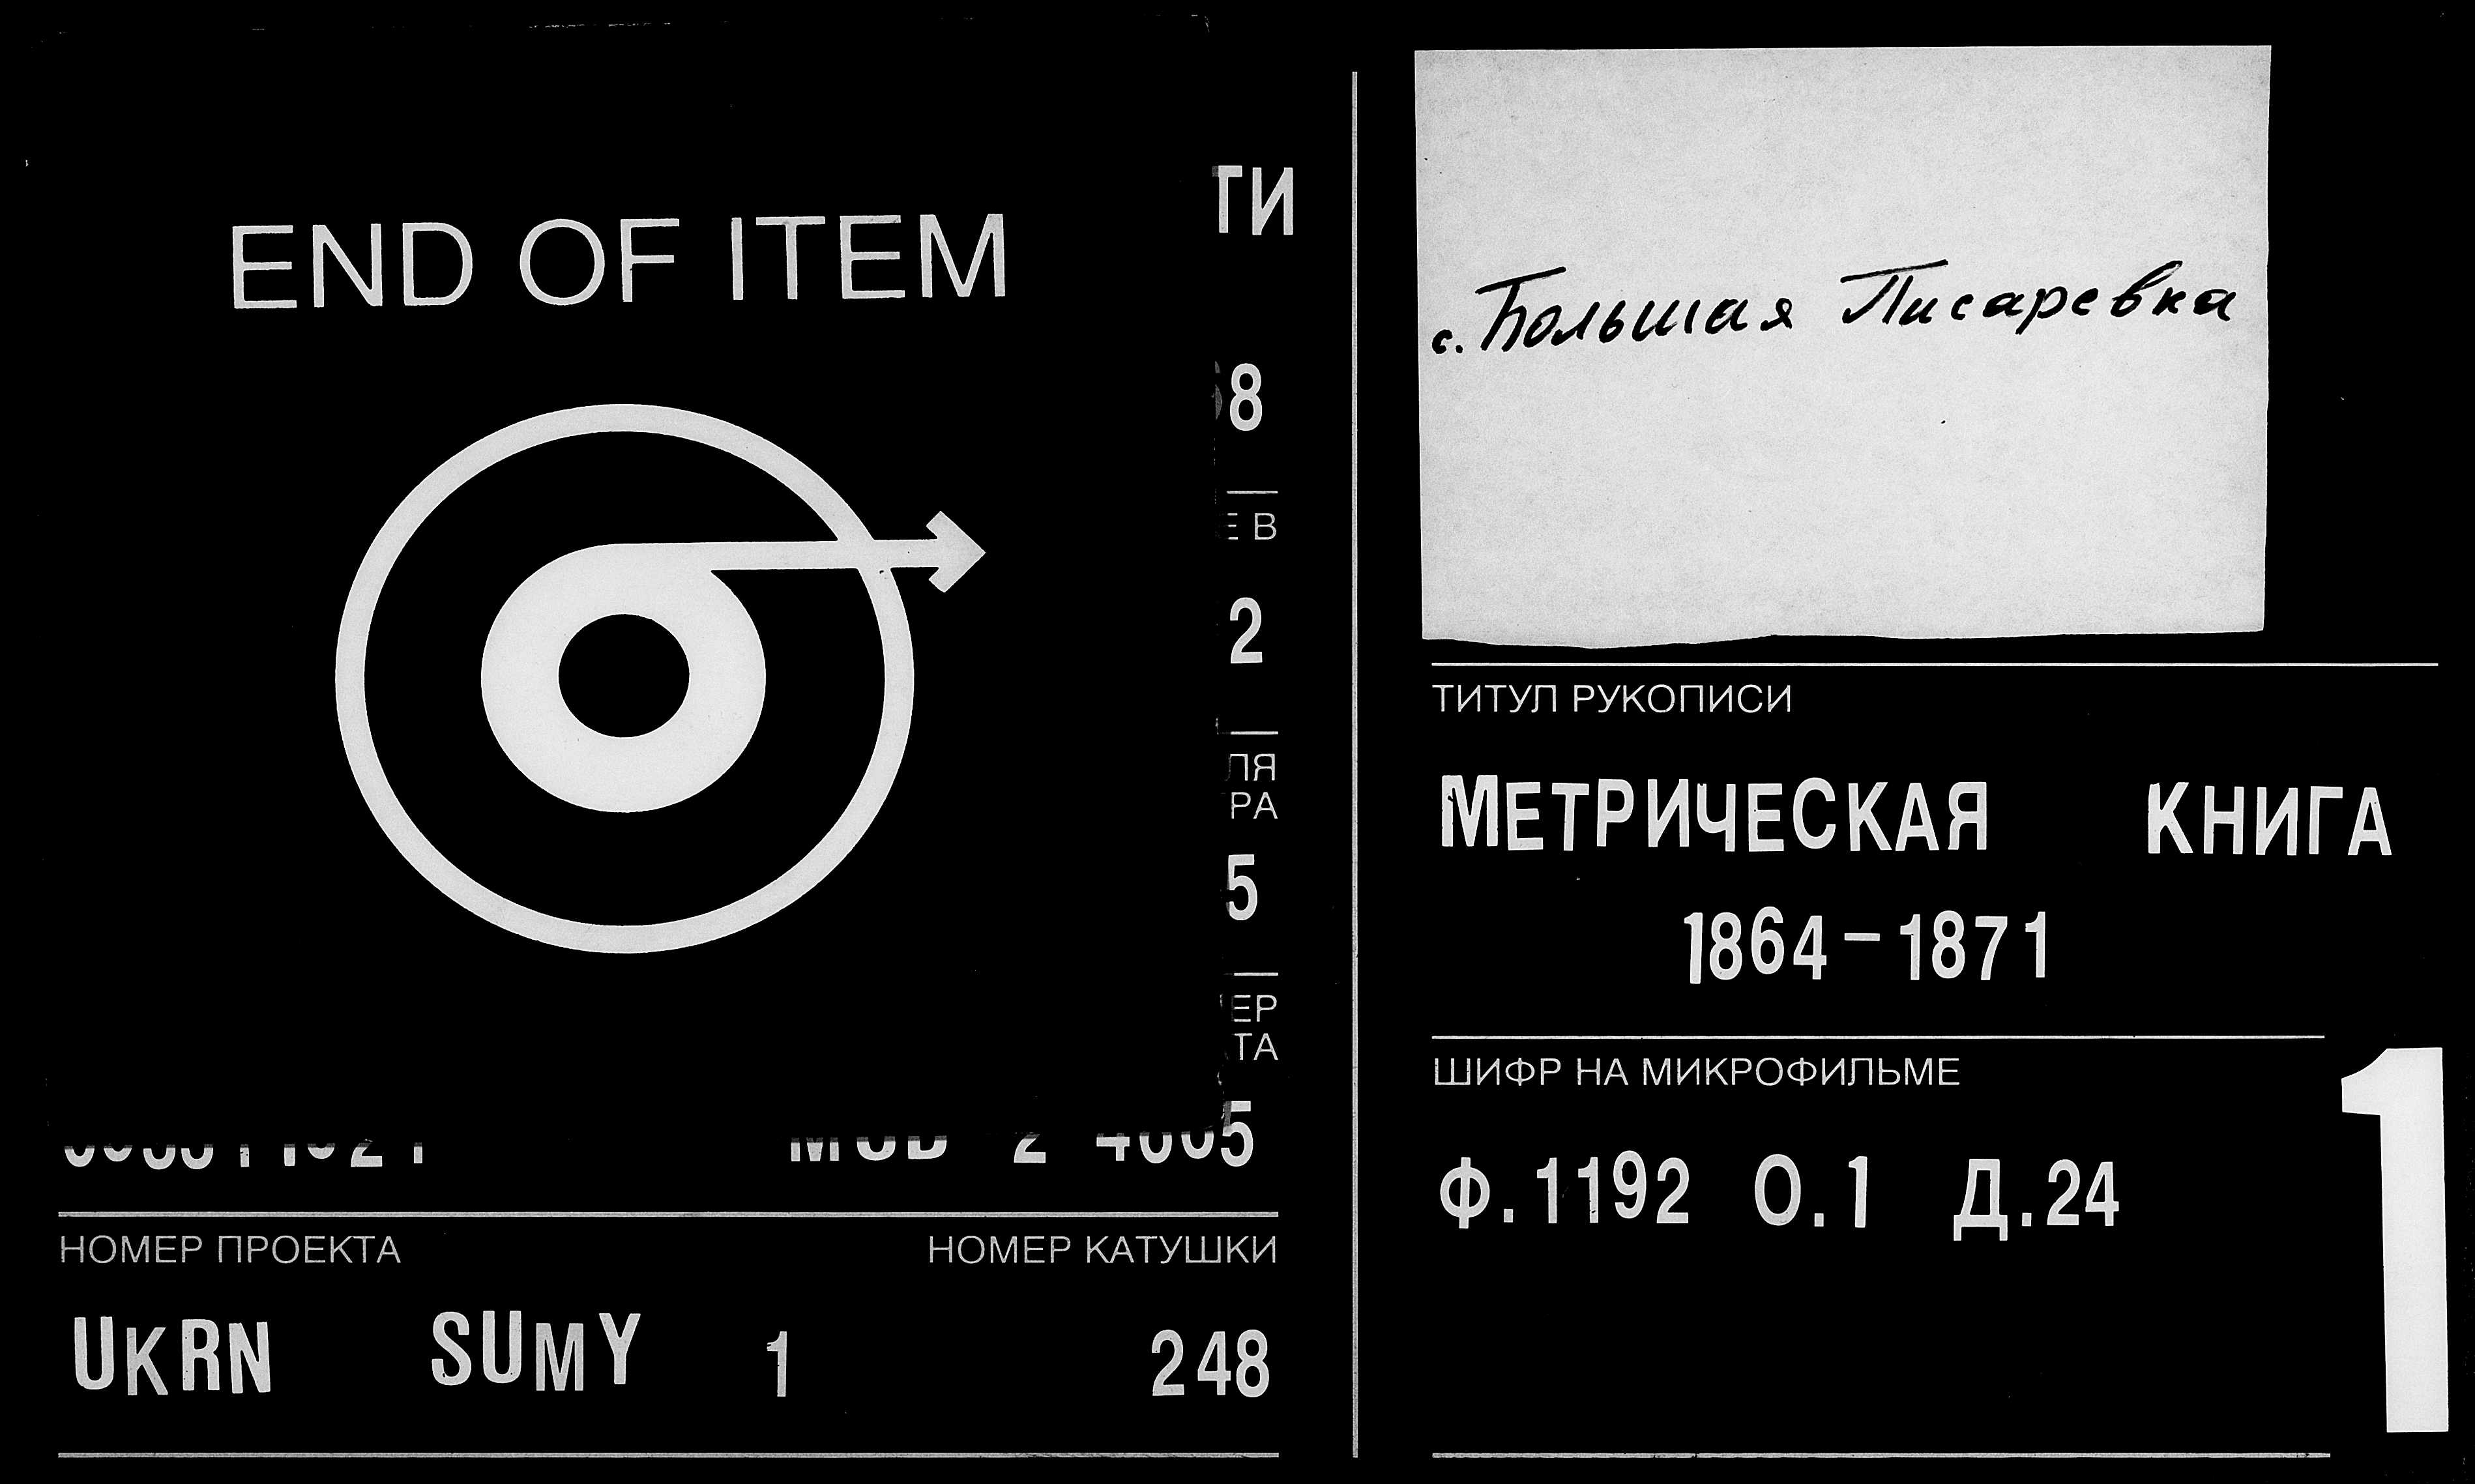 END OF ITEM
ТИ
8
В
2
5
5
НОМЕР ПРОЕКТА НОМЕР КАТУШКИ
UKRN SUMY 1 248
с. Большая Писаревка
ТИТУЛ РУКОПИСИ
МЕТРИЧЕСКАЯ КНИГА
1864-1871
ШИФР НА МИКРОФИЛЬМЕ
Ф.1192 О.1 Д.24
1